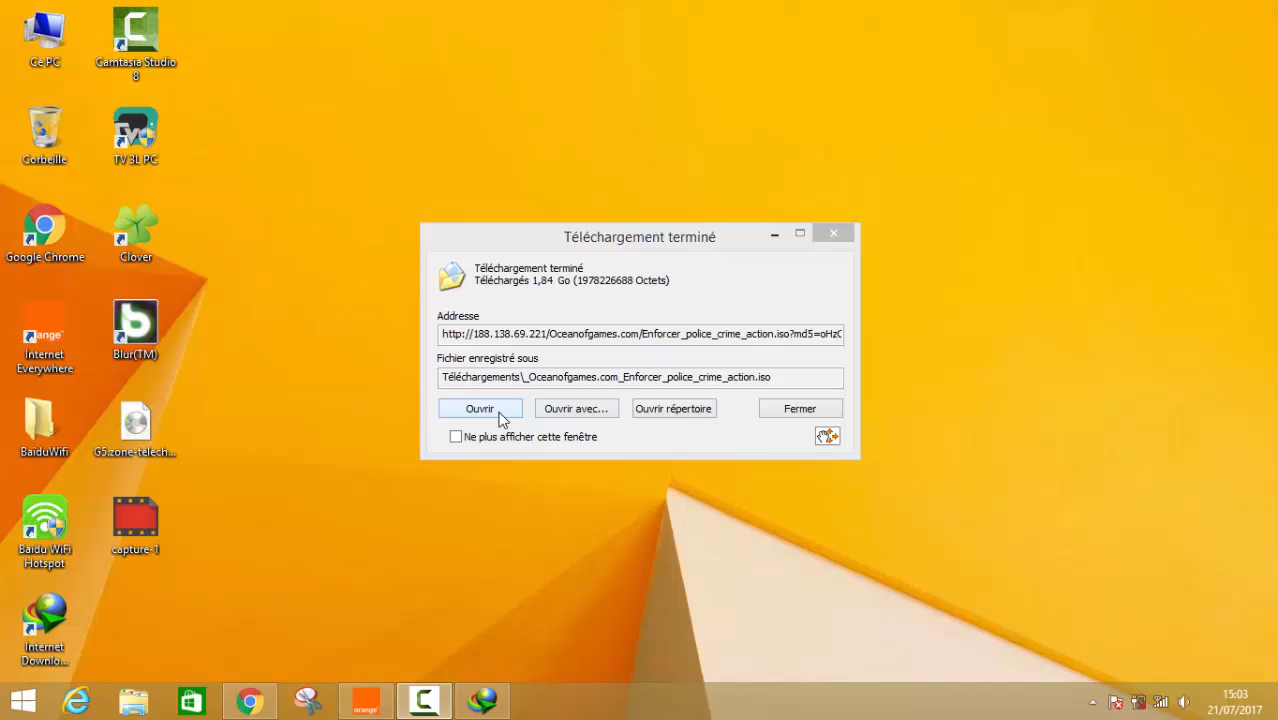 Ce PC
Camtasia Studio
8
Corbeille
TV 3L PC
Google Chrome
Clover
orange
Internet
Everywhere
Blur(TM)
BaiduWifi
G5.zone-telech...
Baidu WiFi
Hotspot
capture-1
Internet
Downlo...
Téléchargement terminé
Téléchargement terminé
Téléchargés 1,84 Go (1978226688 Octets)
Addresse
http://188.138.69.221/Oceanofgames.com/Enforcer_police_crime_action.iso?md5=oHzC
Fichier enregistré sous
Téléchargements\_Oceanofgames.com_Enforcer_police_crime_action.iso
Ouvrir
Ouvrir avec...
Ouvrir répertoire
Fermer
Ne plus afficher cette fenêtre
orange
15:03
21/07/2017